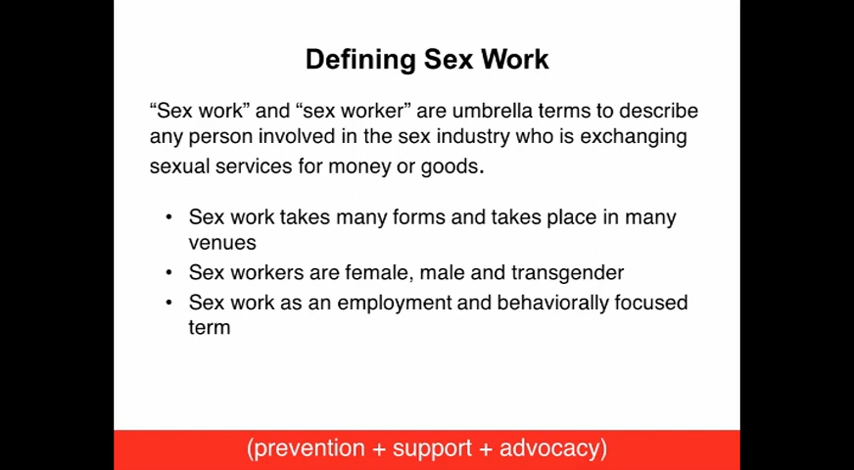 Defining Sex Work
“Sex work” and “sex worker” are umbrella terms to describe
any person involved in the sex industry who is exchanging
sexual services for money or goods.
• Sex work takes many forms and takes place in many
venues
• Sex workers are female, male and transgender
• Sex work as an employment and behaviorally focused
term
(prevention + support + advocacy)